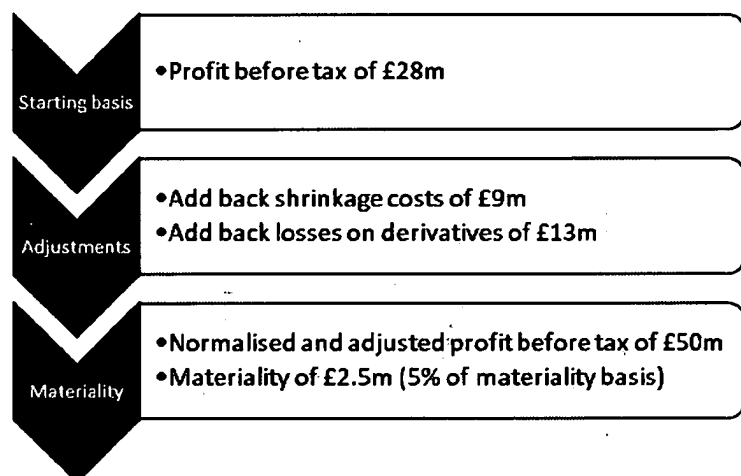 Starting basis
•Profit before tax of £28m
Adjustments
•Add back shrinkage costs of £9m
•Add back losses on derivatives of £13m
Materiality
•Normalised and adjusted profit before tax of £50m
•Materiality of £2.5m (5% of materiality basis)